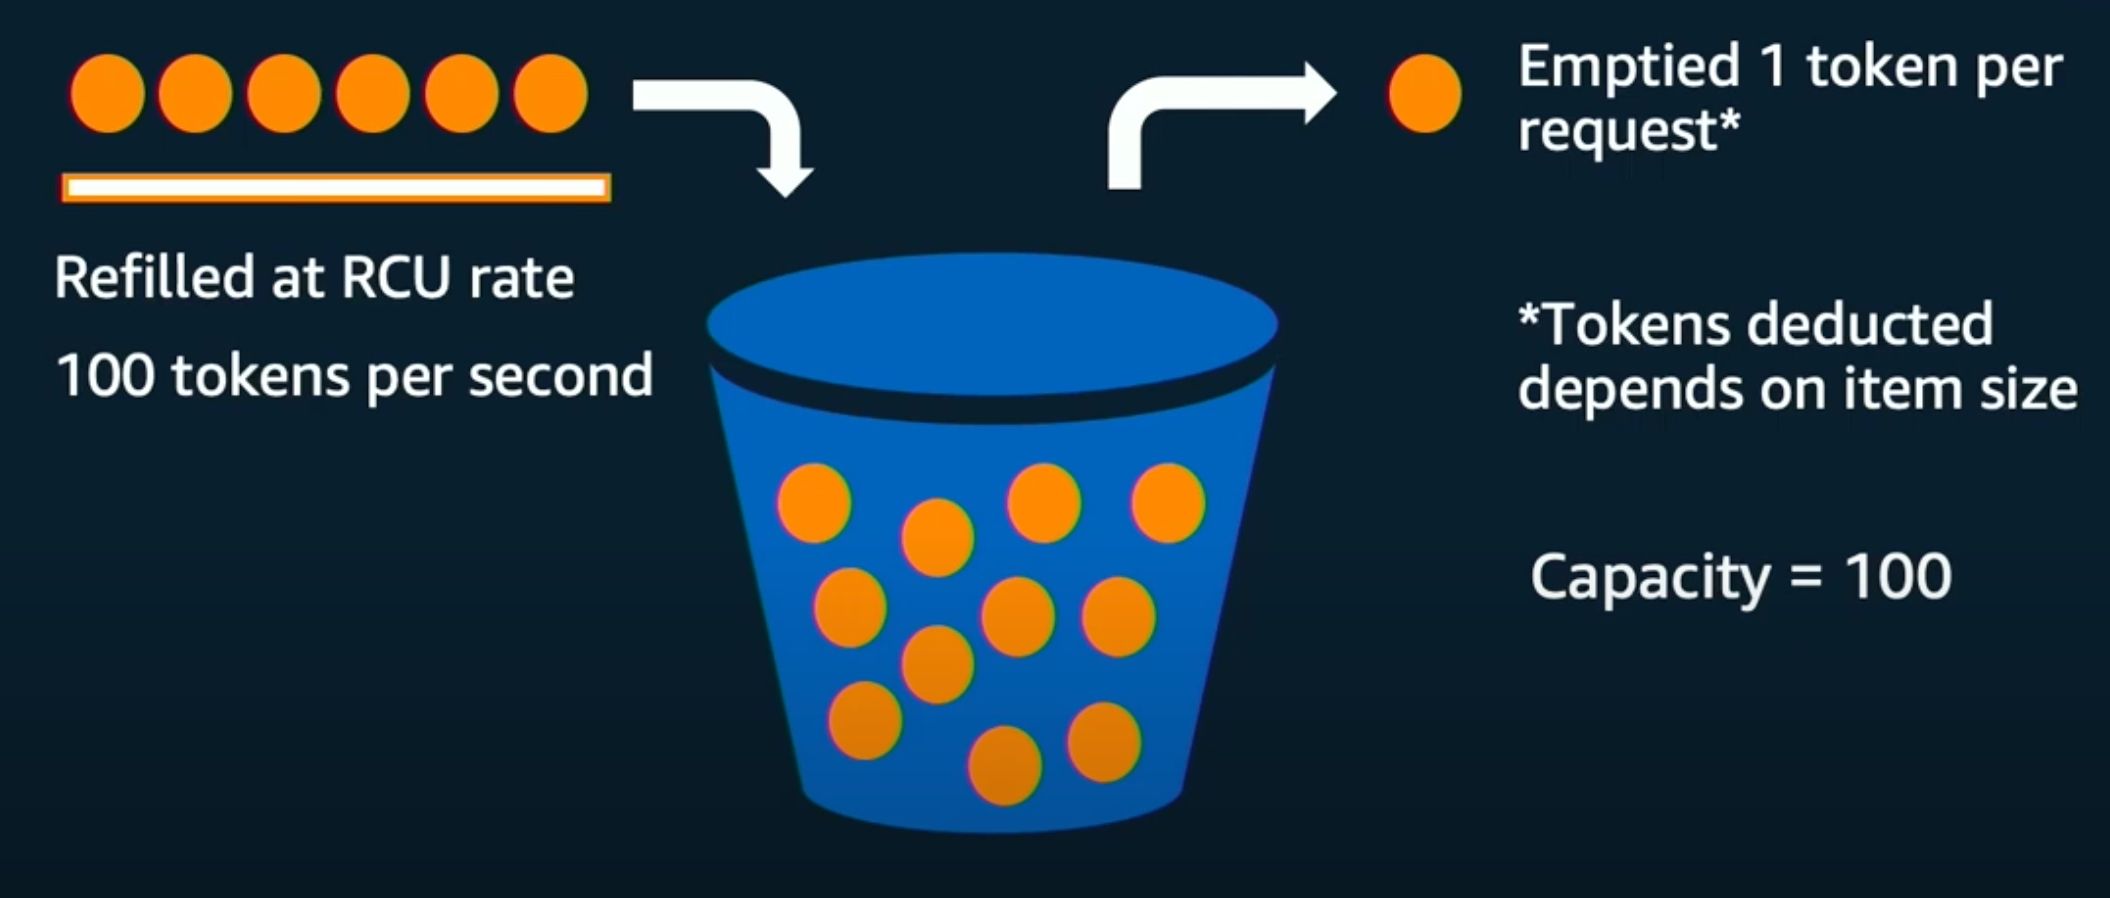 Emptied 1 token per
request*
Refilled at RCU rate
100 tokens per second
*Tokens deducted
depends on item size
Capacity = 100